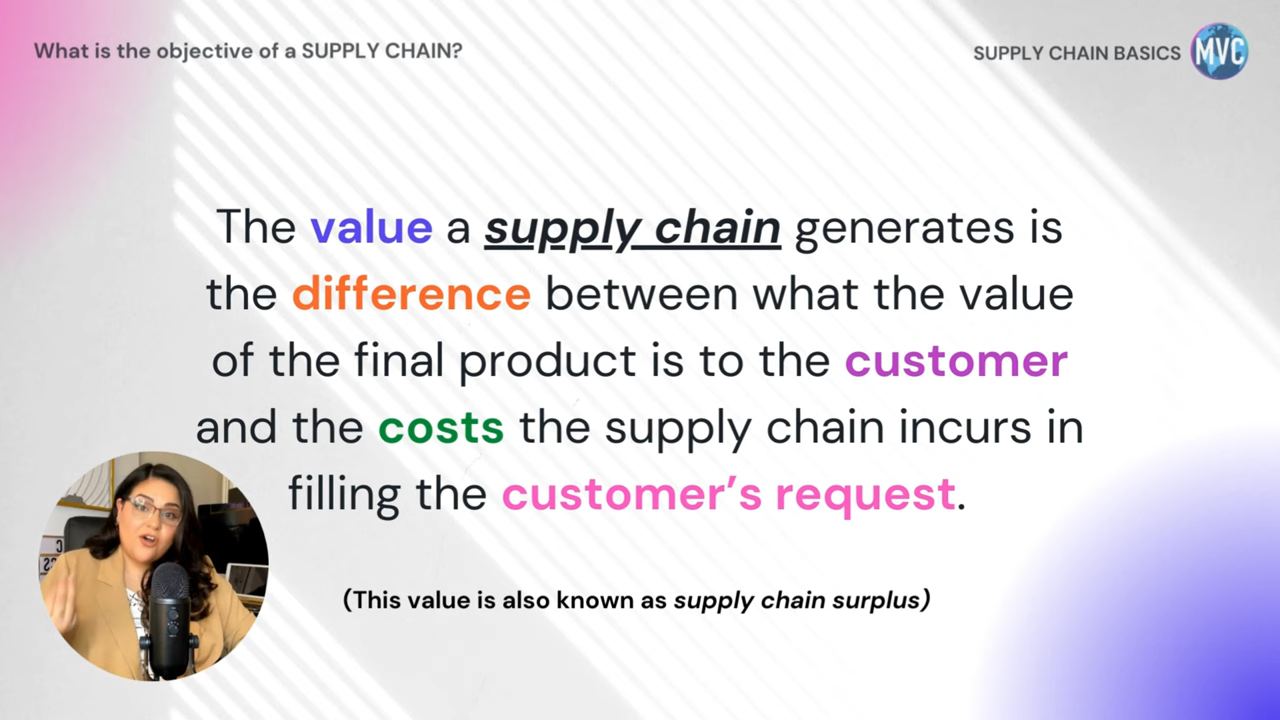 What is the objective of a SUPPLY CHAIN?
SUPPLY CHAIN BASICS MVC
The value a supply chain generates is
the difference between what the value
of the final product is to the customer
and the costs the supply chain incurs in
filling the customer’s request.
(This value is also known as supply chain surplus)